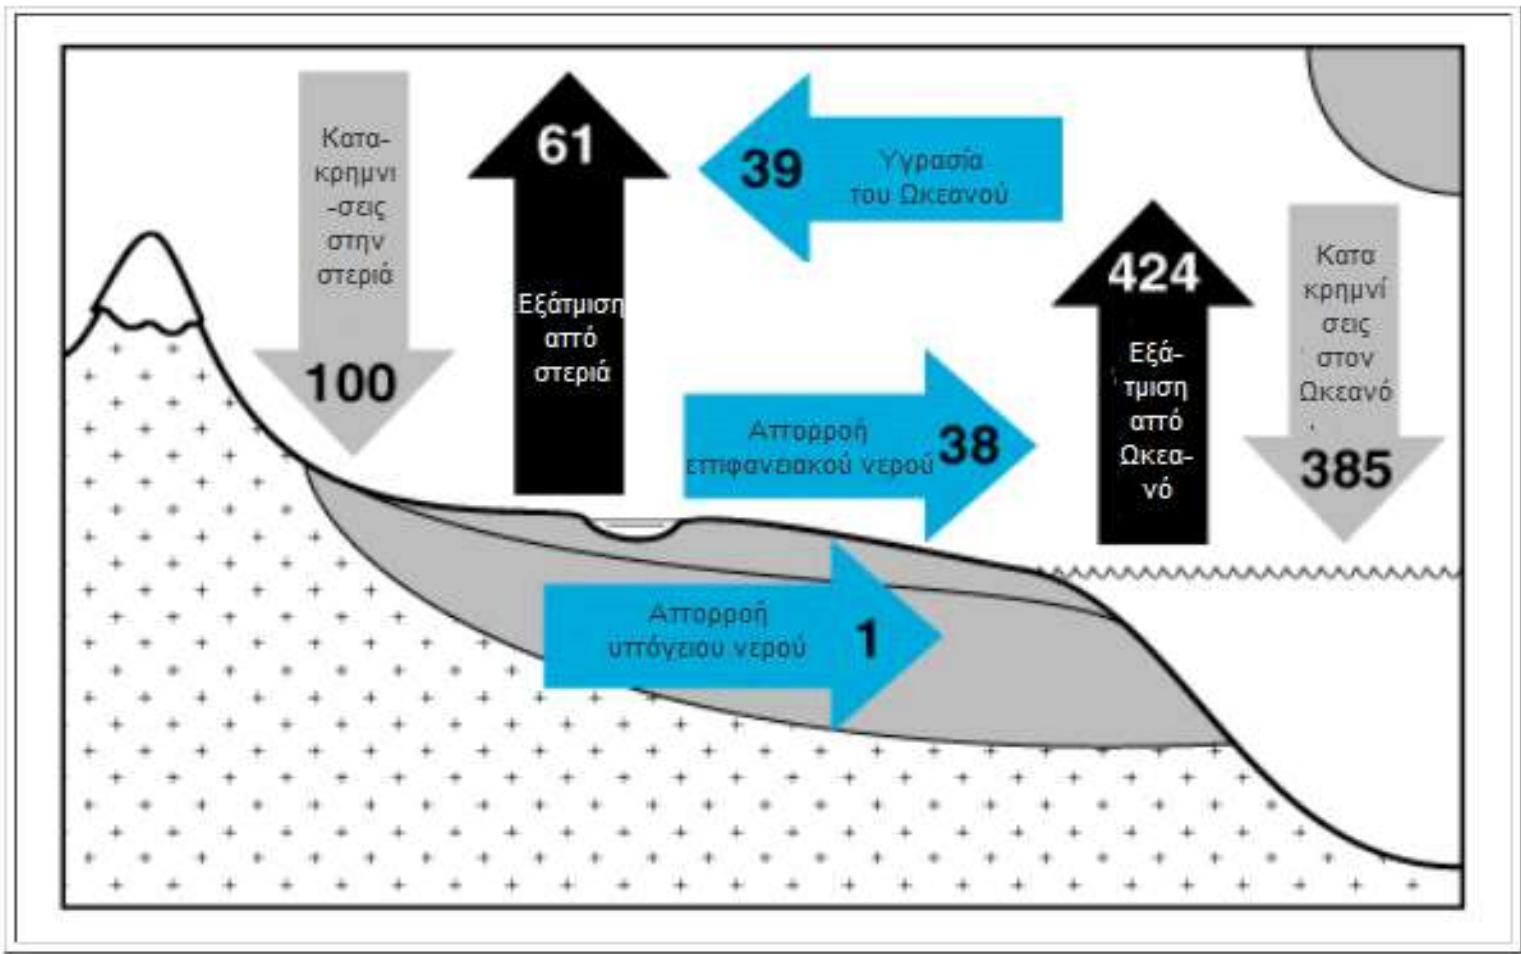 Κατα-
κρημνι
-σεις
στην
στεριά
100
61
Εξάτμιση
από
στεριά
39
Υγρασία
του Ωκεανού
Απορροή
επιφανειακού νερού
38
Απορροή
υπόγειου νερού
1
424
Εξά-
τμιση
από
Ωκεα-
νό
Κατα
κρημνί
σεις
στον
Ωκεανό
385